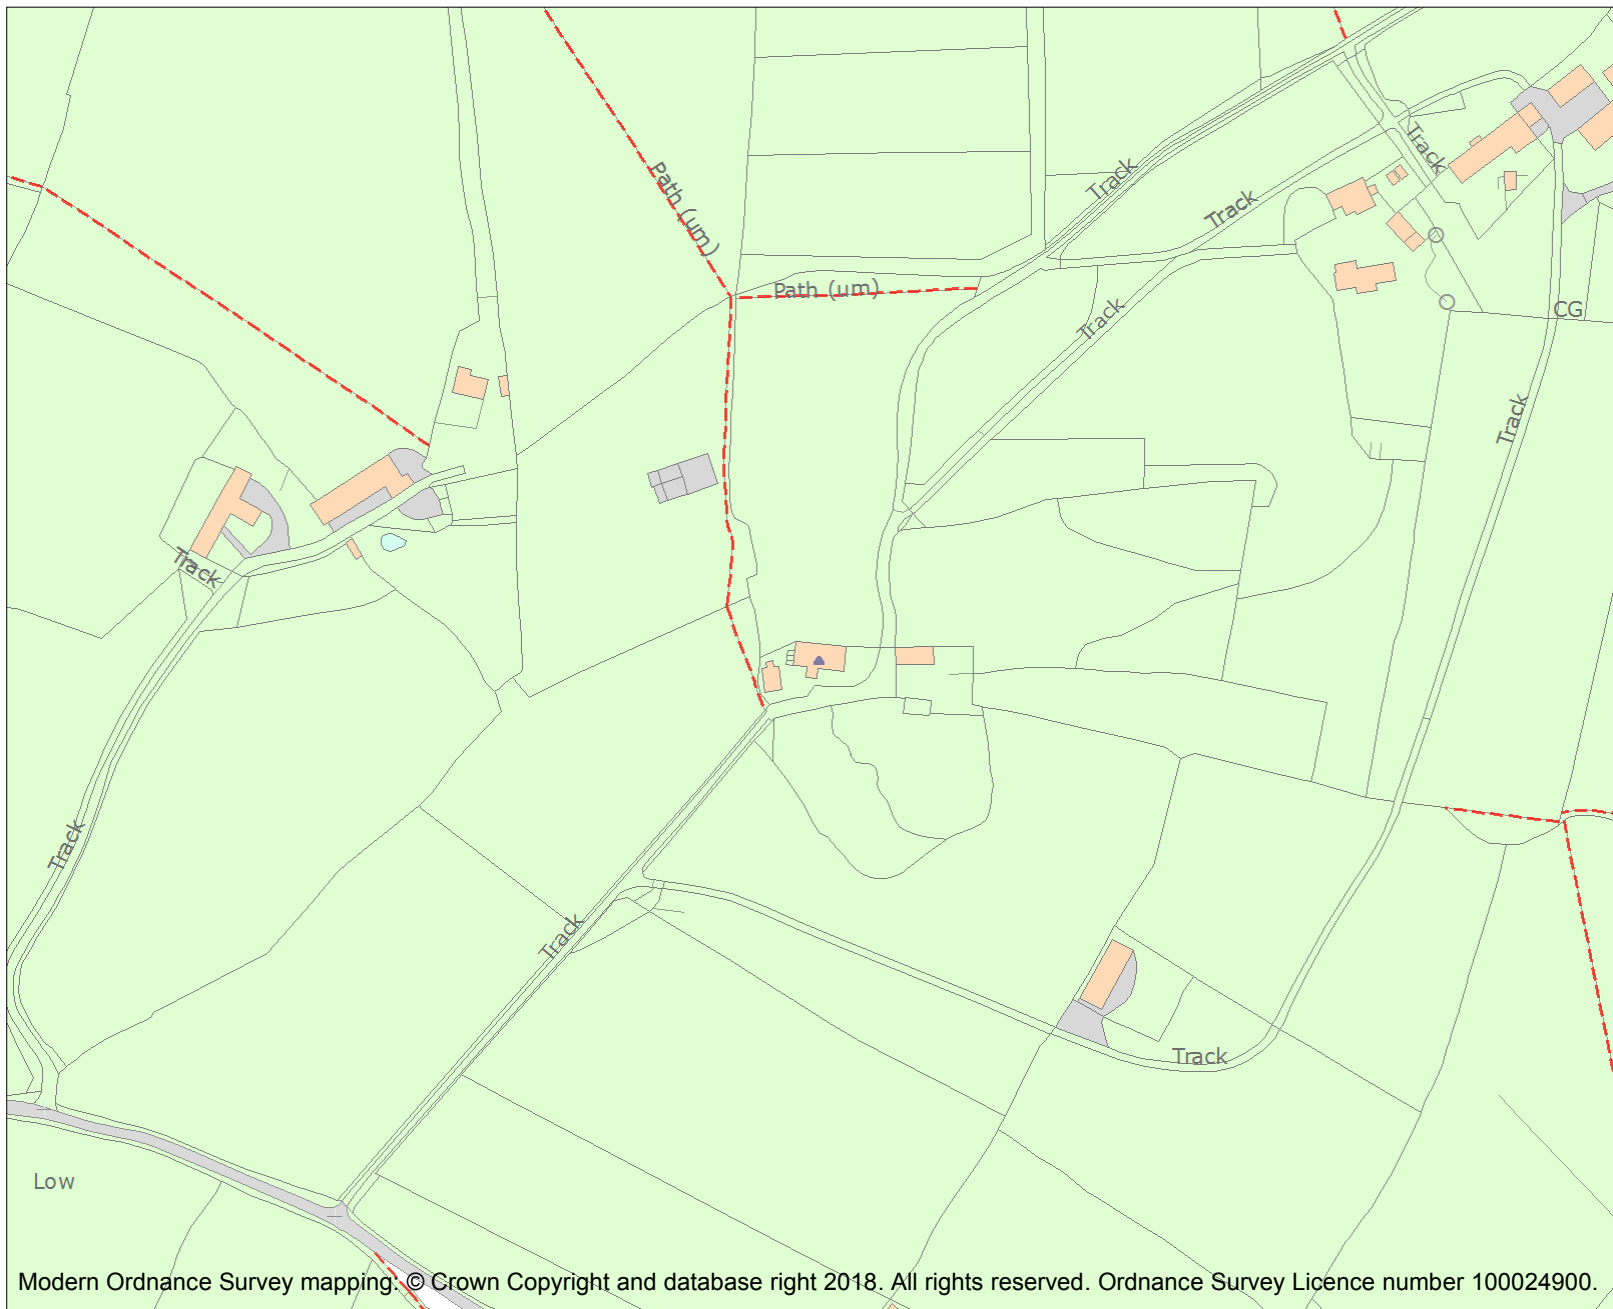 Track
Track
Path (um)
Track
Path (um)
Track
CG
Track
Track
Track
Track
Track
Low
Modern Ordnance Survey mapping: © Crown Copyright and database right 2018. All rights reserved. Ordnance Survey Licence number 100024900.